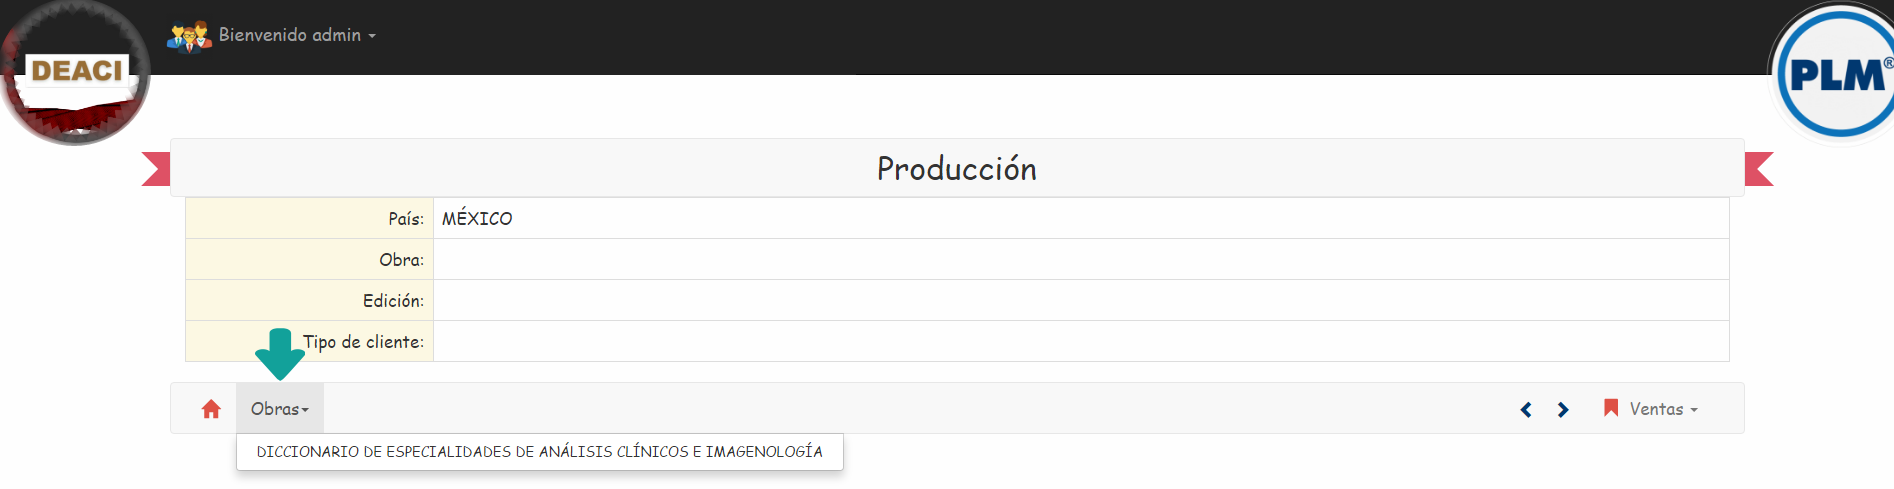 Bienvenido admin
DEACI
PLM®
Producción
País: MÉXICO
Obra:
Edición:
Tipo de cliente:
Obras
Ventas
DICCIONARIO DE ESPECIALIDADES DE ANÁLISIS CLÍNICOS E IMAGENOLOGÍA